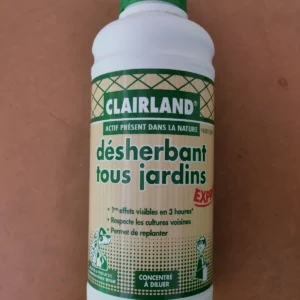 CLAIRLAND®
ACTIF PRÉSENT DANS LA NATURE
désherbant
tous jardins
• 1ers effets visibles en 3 heures*
• Respecte les cultures voisines
• Permet de replanter
CONCENTRÉ
À DILUER